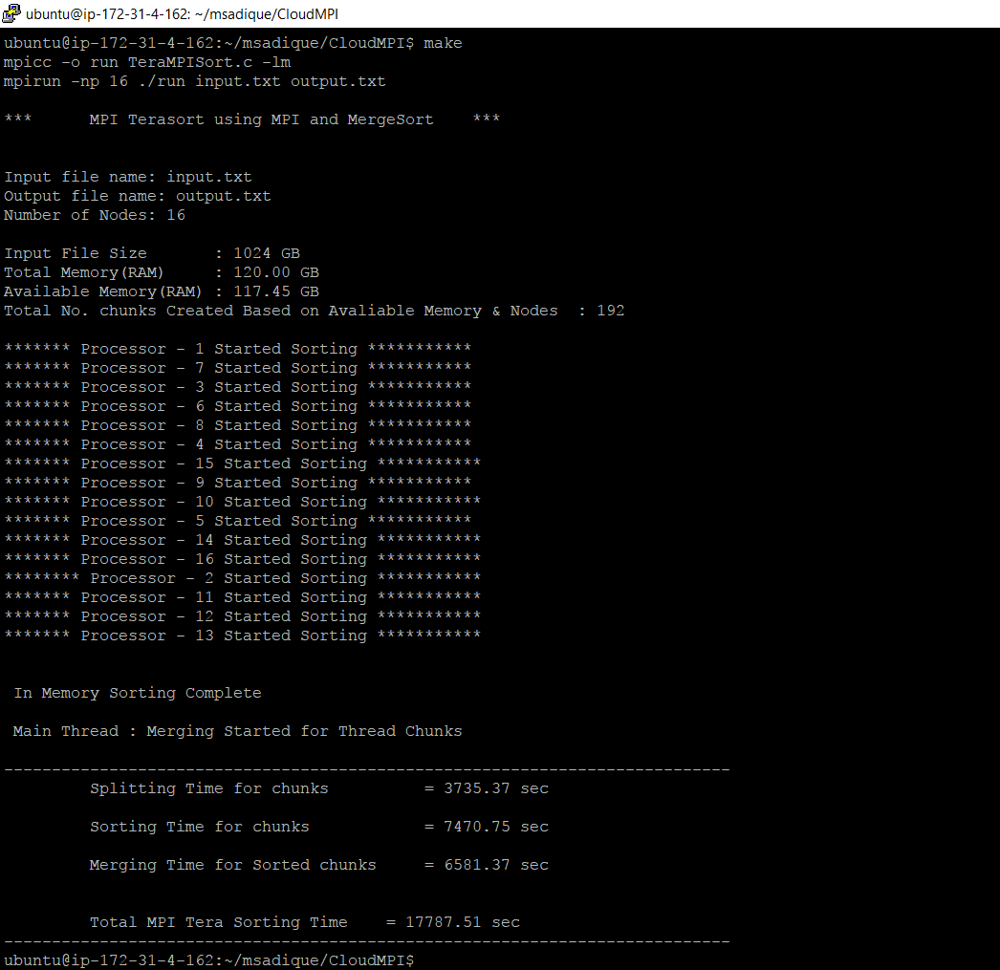 ubuntu@ip-172-31-4-162: ~/msadique/CloudMPI
ubuntu@ip-172-31-4-162:~/msadique/CloudMPI$ make
mpicc -o run TeraMPISort.c -lm
mpirun -np 16 ./run input.txt output.txt
***      MPI Terasort using MPI and MergeSort    ***
Input file name: input.txt
Output file name: output.txt
Number of Nodes: 16
Input File Size       : 1024 GB
Total Memory(RAM)     : 120.00 GB
Available Memory(RAM) : 117.45 GB
Total No. chunks Created Based on Avaliable Memory & Nodes  : 192
******* Processor - 1 Started Sorting ***********
******* Processor - 7 Started Sorting ***********
******* Processor - 3 Started Sorting ***********
******* Processor - 6 Started Sorting ***********
******* Processor - 8 Started Sorting ***********
******* Processor - 4 Started Sorting ***********
******* Processor - 15 Started Sorting ***********
******* Processor - 9 Started Sorting ***********
******* Processor - 10 Started Sorting ***********
******* Processor - 5 Started Sorting ***********
******* Processor - 14 Started Sorting ***********
******* Processor - 16 Started Sorting ***********
******** Processor - 2 Started Sorting ***********
******* Processor - 11 Started Sorting ***********
******* Processor - 12 Started Sorting ***********
******* Processor - 13 Started Sorting ***********
In Memory Sorting Complete
Main Thread : Merging Started for Thread Chunks
----------------------------------------------------------------------------
Splitting Time for chunks          = 3735.37 sec
Sorting Time for chunks            = 7470.75 sec
Merging Time for Sorted chunks     = 6581.37 sec
Total MPI Tera Sorting Time    = 17787.51 sec
----------------------------------------------------------------------------
ubuntu@ip-172-31-4-162:~/msadique/CloudMPI$